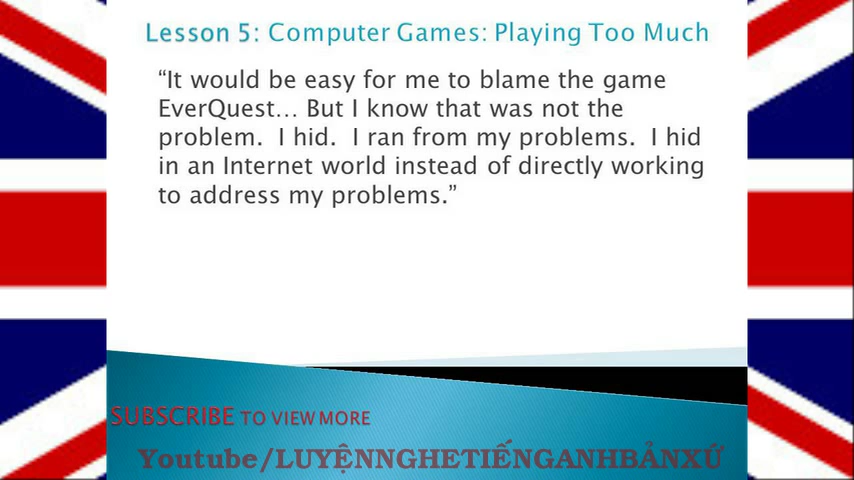 Lesson 5: Computer Games: Playing Too Much
“It would be easy for me to blame the game
EverQuest… But I know that was not the
problem. I hid. I ran from my problems. I hid
in an Internet world instead of directly working
to address my problems.”
SUBSCRIBE TO VIEW MORE
Youtube/LUYỆNNGHETIẾNGANHBẢNXỨ